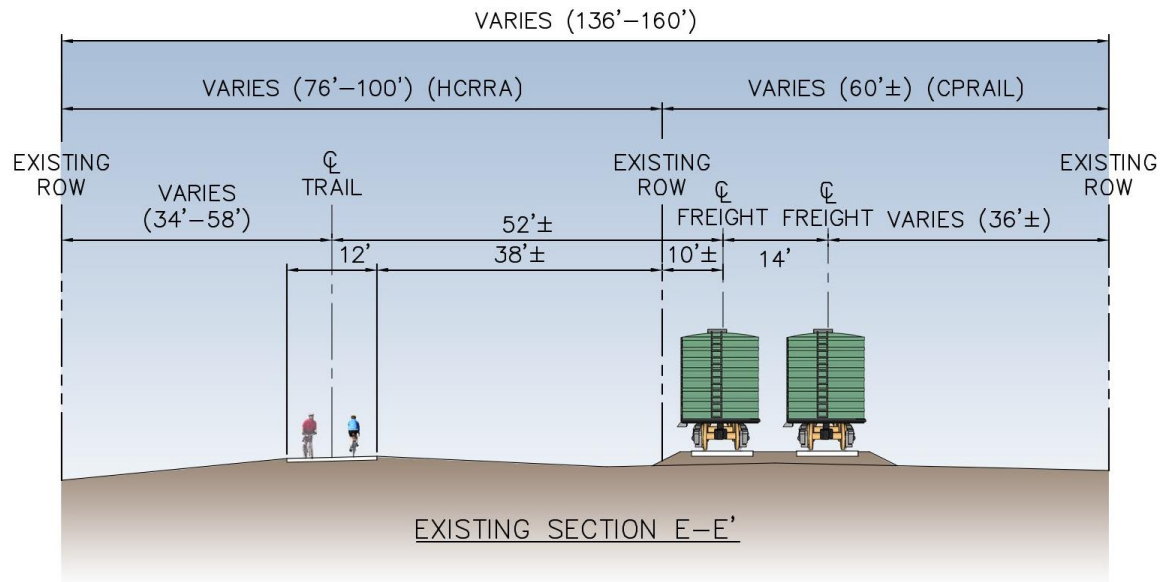 VARIES (136'-160')
VARIES (76'-100') (HCRRA)
VARIES (60'±) (CPRAIL)
EXISTING
ROW
℄
TRAIL
EXISTING
ROW
℄
FREIGHT
℄
FREIGHT
EXISTING
ROW
VARIES
(34'-58')
52'±
VARIES (36'±)
12'
38'±
10'±
14'
EXISTING SECTION E-E'